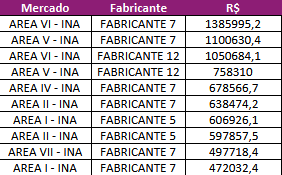 Mercado Fabricante R$
AREA VI - INA FABRICANTE 7 1385995,2
AREA V - INA FABRICANTE 7 1100630,4
AREA VI - INA FABRICANTE 12 1050684,1
AREA V - INA FABRICANTE 12 758310
AREA IV - INA FABRICANTE 7 678566,7
AREA II - INA FABRICANTE 7 638474,2
AREA I - INA FABRICANTE 5 606926,1
AREA II - INA FABRICANTE 5 597857,5
AREA VII - INA FABRICANTE 7 497718,4
AREA I - INA FABRICANTE 7 472032,4